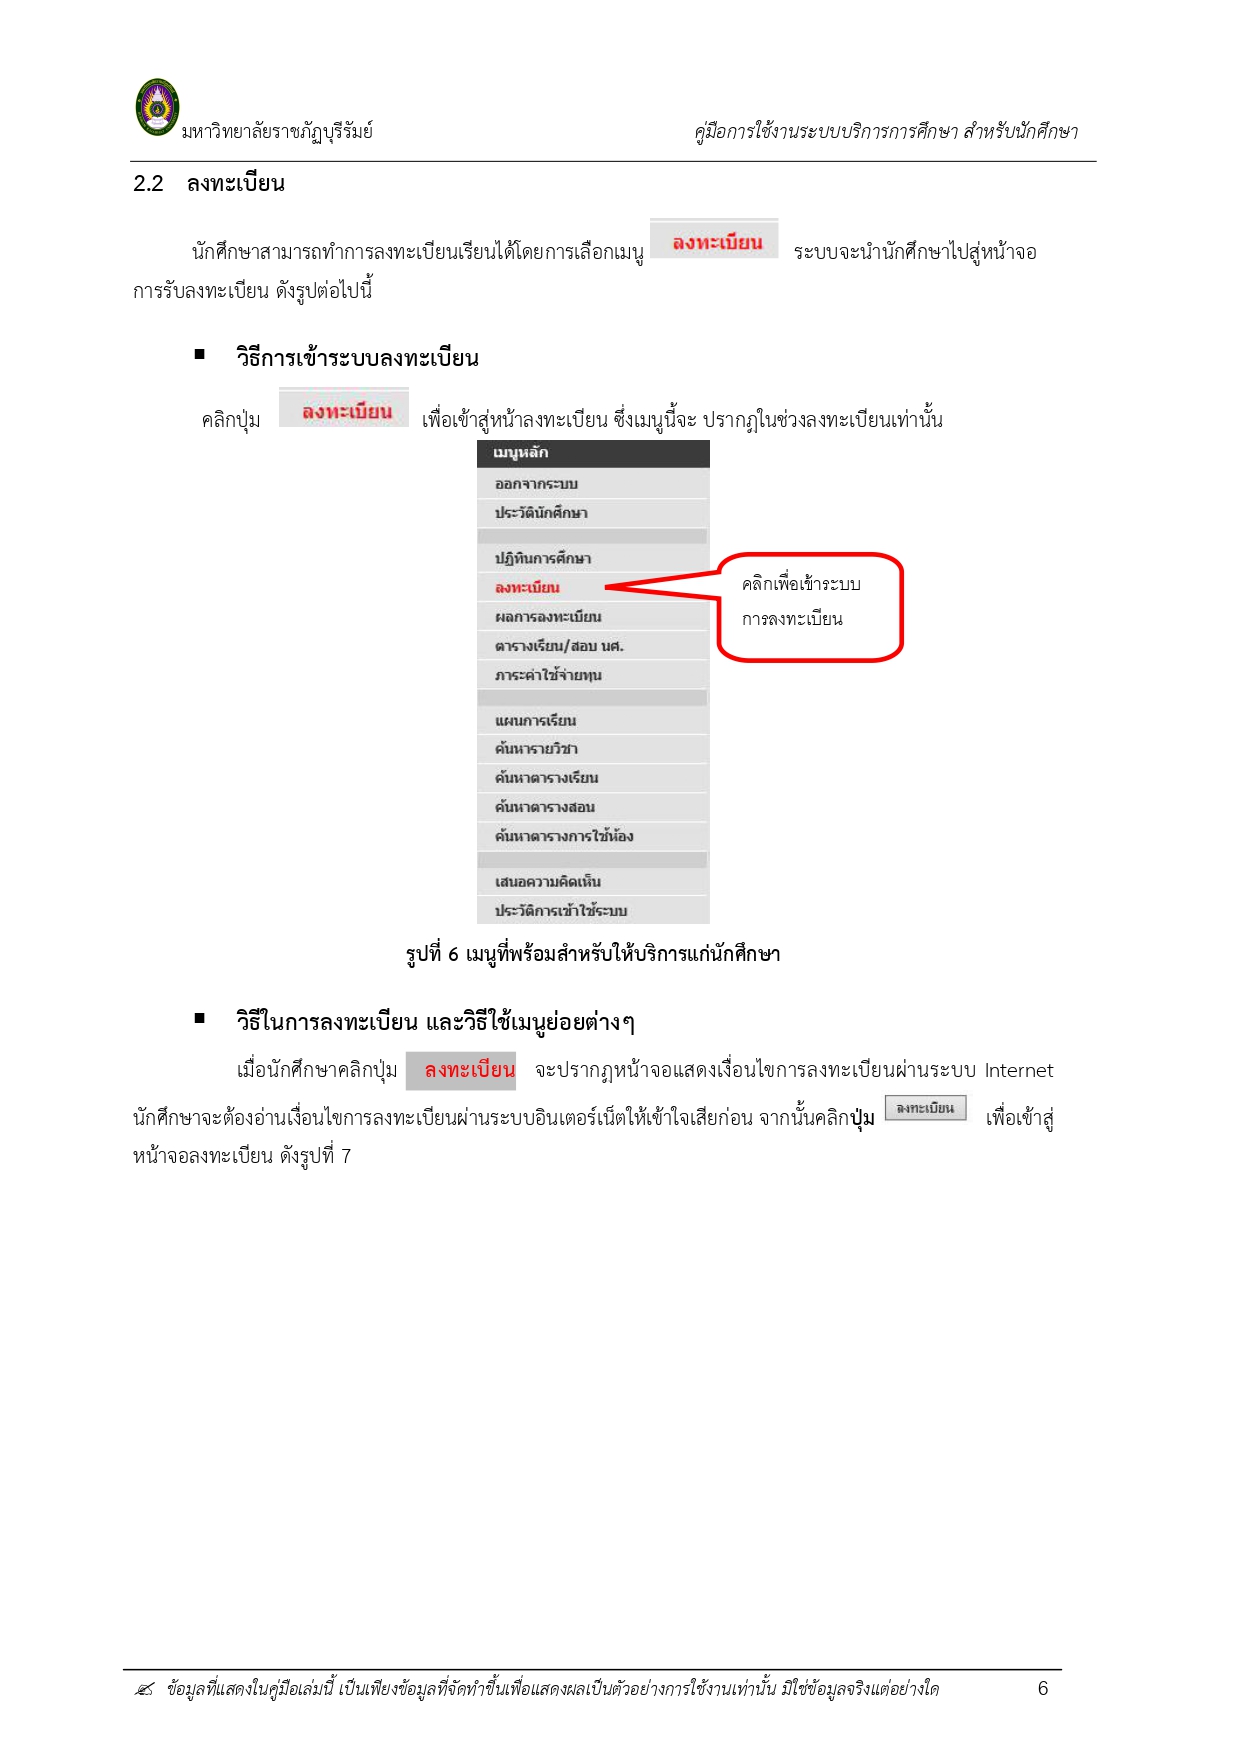 มหาวิทยาลัยราชภัฏบุรีรัมย์ คู่มือการใช้งานระบบบริการการศึกษา สำหรับนักศึกษา
2.2 ลงทะเบียน
นักศึกษาสามารถทำการลงทะเบียนเรียนได้โดยการเลือกเมนู ลงทะเบียน ระบบจะนำนักศึกษาไปสู่หน้าจอ
การรับลงทะเบียน ดังรูปต่อไปนี้
▪ วิธีการเข้าระบบลงทะเบียน
คลิกปุ่ม ลงทะเบียน เพื่อเข้าสู่หน้าลงทะเบียน ซึ่งเมนูนี้จะ ปรากฏในช่วงลงทะเบียนเท่านั้น
เมนูหลัก
ออกจากระบบ
ประวัตินักศึกษา
ปฏิทินการศึกษา
ลงทะเบียน
ผลการลงทะเบียน
ตารางเรียน/สอบ นศ.
ภาระค่าใช้จ่ายทุน
แผนการเรียน
ค้นหารายวิชา
ค้นหาตารางเรียน
ค้นหาตารางสอน
ค้นหาตารางการใช้ห้อง
เสนอความคิดเห็น
ประวัติการเข้าใช้ระบบ
คลิกเพื่อเข้าระบบ
การลงทะเบียน
รูปที่ 6 เมนูที่พร้อมสำหรับให้บริการแก่นักศึกษา
▪ วิธีในการลงทะเบียน และวิธีใช้เมนูย่อยต่างๆ
เมื่อนักศึกษาคลิกปุ่ม ลงทะเบียน จะปรากฏหน้าจอแสดงเงื่อนไขการลงทะเบียนผ่านระบบ Internet
นักศึกษาจะต้องอ่านเงื่อนไขการลงทะเบียนผ่านระบบอินเตอร์เน็ตให้เข้าใจเสียก่อน จากนั้นคลิกปุ่ม ลงทะเบียน เพื่อเข้าสู่
หน้าจอลงทะเบียน ดังรูปที่ 7
ข้อมูลที่แสดงในคู่มือเล่มนี้ เป็นเพียงข้อมูลที่จัดทำขึ้นเพื่อแสดงผลเป็นตัวอย่างการใช้งานเท่านั้น มิใช่ข้อมูลจริงแต่อย่างใด 6